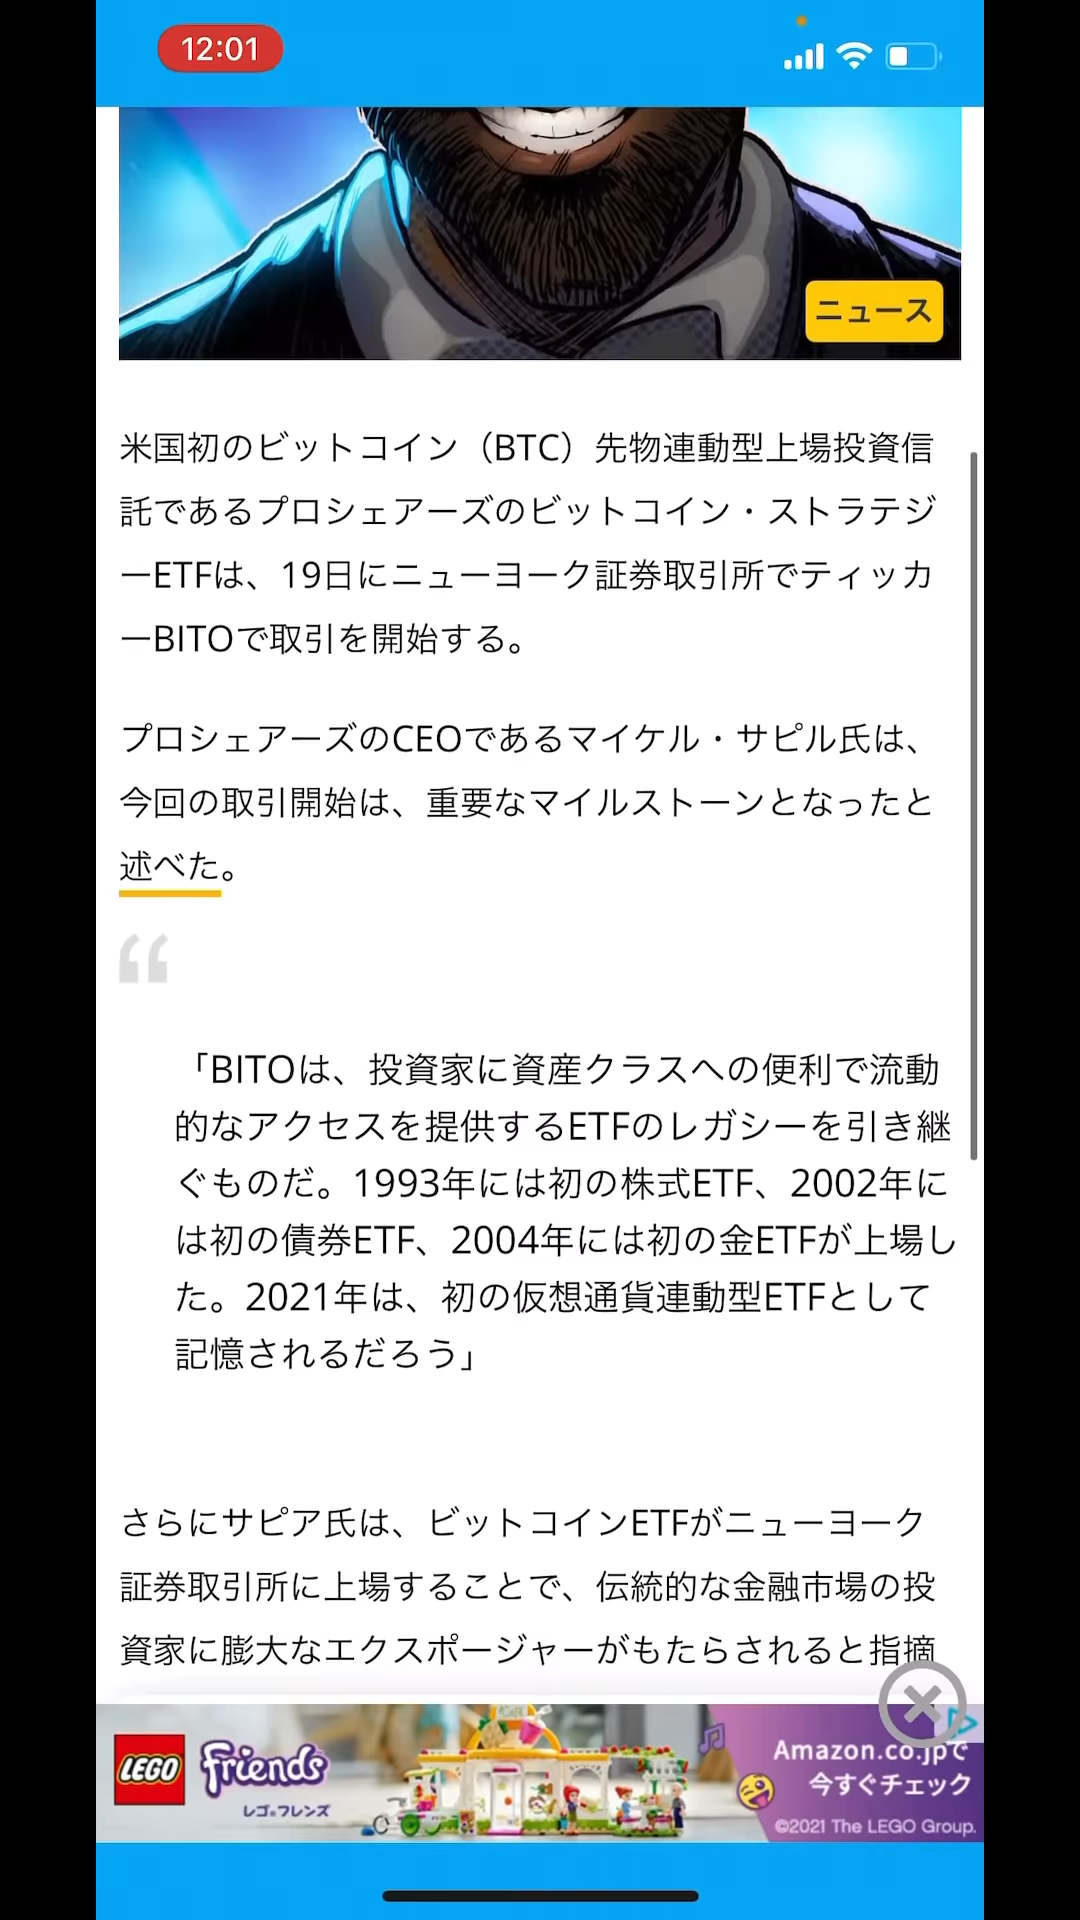 12:01
ニュース
米国初のビットコイン（BTC）先物連動型上場投資信
託であるプロシェアーズのビットコイン・ストラテジ
ーETFは、19日にニューヨーク証券取引所でティッカ
ーBITOで取引を開始する。
プロシェアーズのCEOであるマイケル・サピル氏は、
今回の取引開始は、重要なマイルストーンとなったと
述べた。
“
「BITOは、投資家に資産クラスへの便利で流動
的なアクセスを提供するETFのレガシーを引き継
ぐものだ。1993年には初の株式ETF、2002年に
は初の債券ETF、2004年には初の金ETFが上場し
た。2021年は、初の仮想通貨連動型ETFとして
記憶されるだろう」
さらにサピア氏は、ビットコインETFがニューヨーク
証券取引所に上場することで、伝統的な金融市場の投
資家に膨大なエクスポージャーがもたらされると指摘
LEGO Friends
レゴ®フレンズ
Amazon.co.jpで
今すぐチェック
©2021 The LEGO Group.